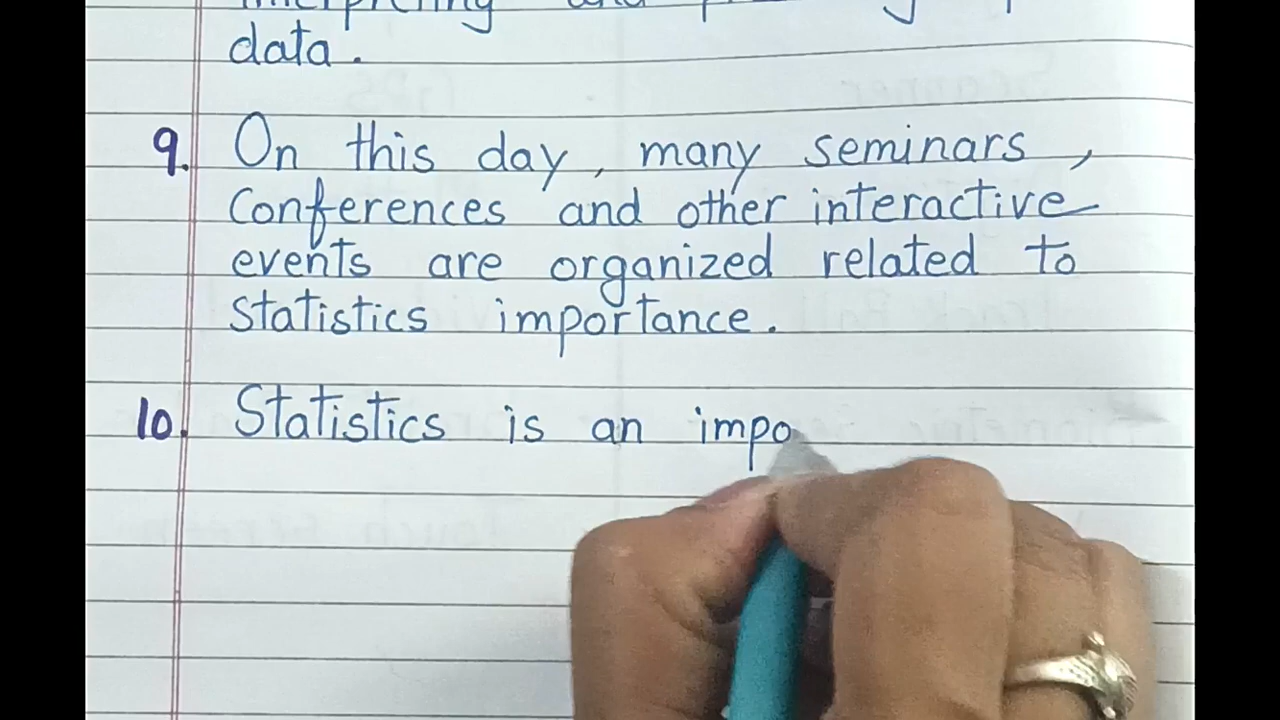 data.
9. On this day, many seminars,
Conferences and other interactive
events are organized related to
statistics importance.
10. Statistics is an impo